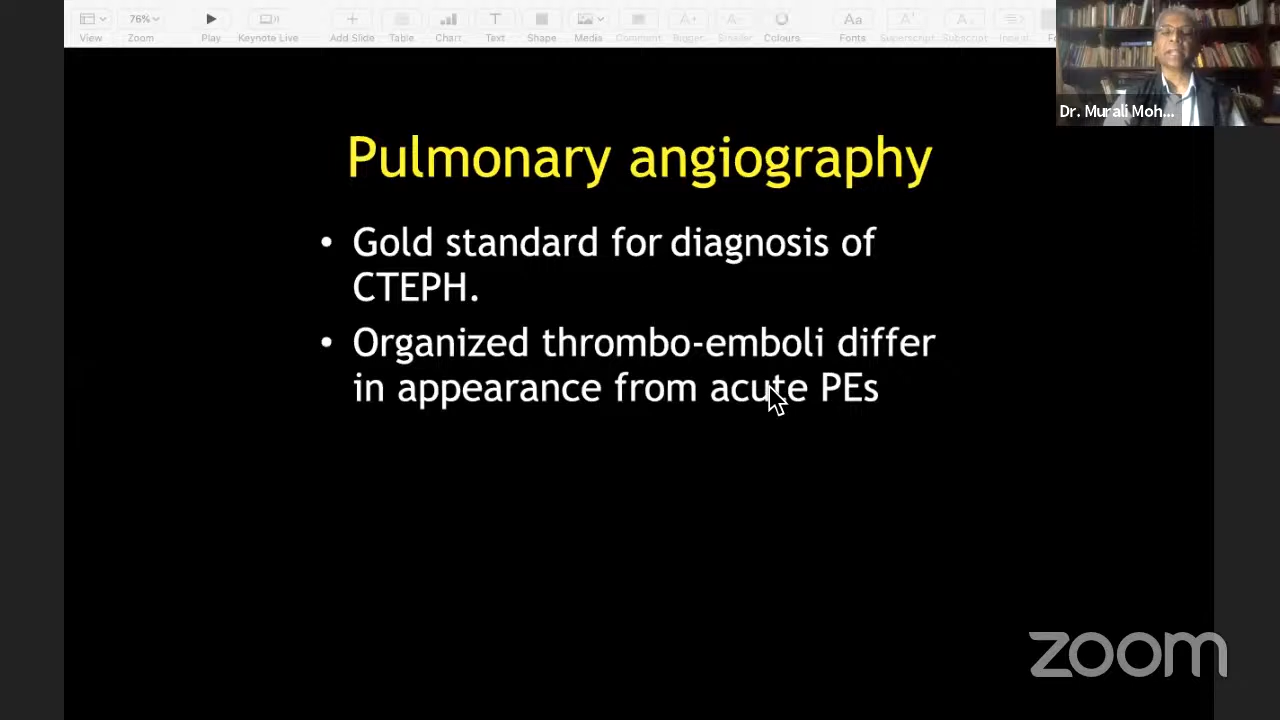 76%
View
Zoom
Play
Keynote Live
Add Slide
Table
Chart
Text
Shape
Media
Comment
Bigger
Smaller
Colours
Fonts
Superscript
Subscript
Dr. Murali Moh...
Pulmonary angiography
• Gold standard for diagnosis of
CTEPH.
• Organized thrombo-emboli differ
in appearance from acute PEs
zoom